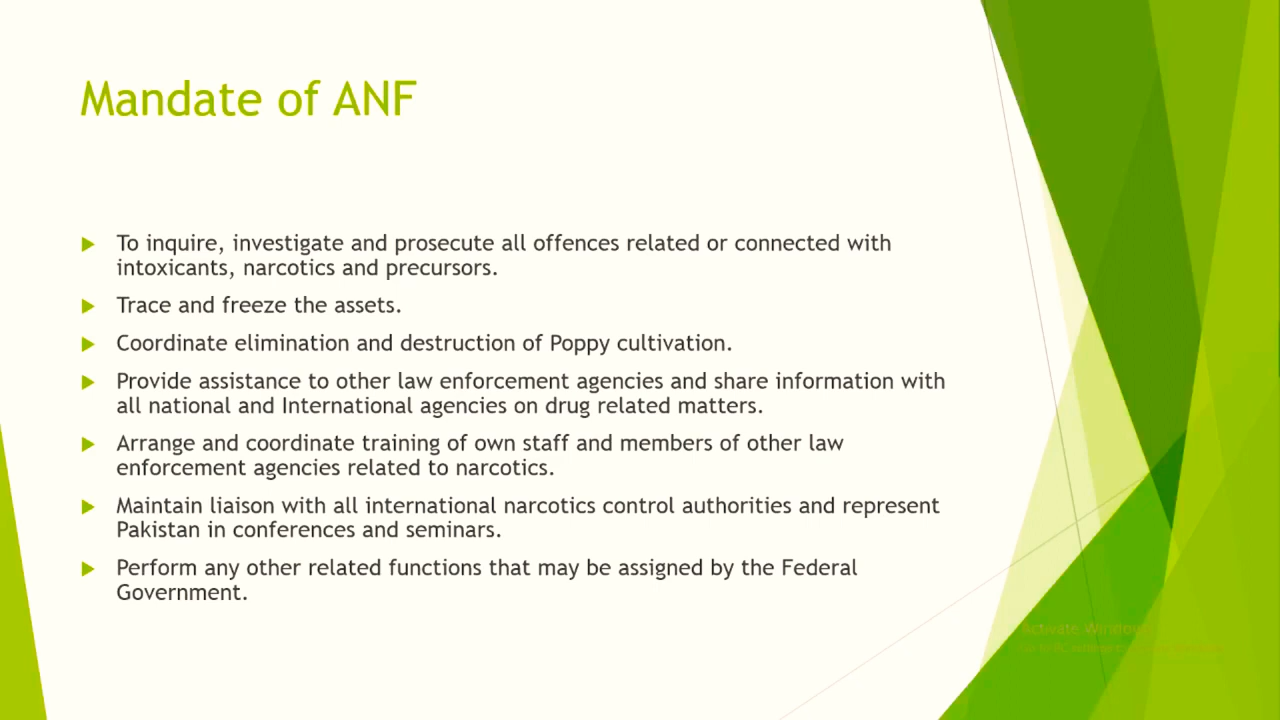 Mandate of ANF
To inquire, investigate and prosecute all offences related or connected with
intoxicants, narcotics and precursors.
Trace and freeze the assets.
Coordinate elimination and destruction of Poppy cultivation.
Provide assistance to other law enforcement agencies and share information with
all national and International agencies on drug related matters.
Arrange and coordinate training of own staff and members of other law
enforcement agencies related to narcotics.
Maintain liaison with all international narcotics control authorities and represent
Pakistan in conferences and seminars.
Perform any other related functions that may be assigned by the Federal
Government.
Activate Windows